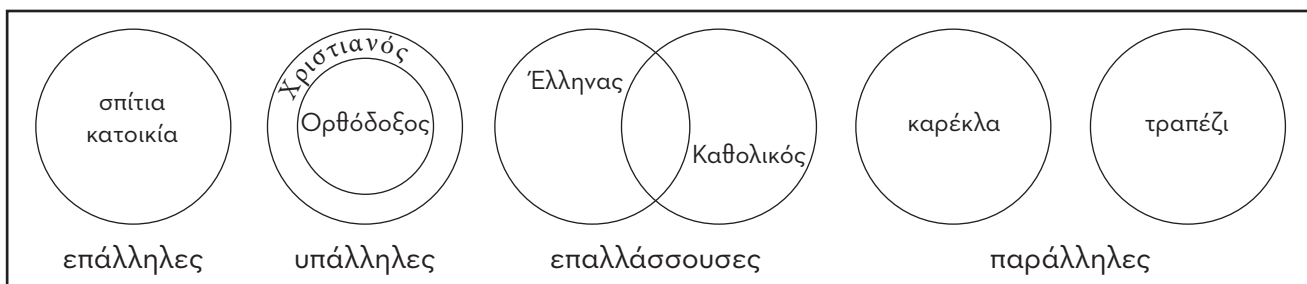 σπίτια
κατοικία
Χριστιανός
Ορθόδοξος
Έλληνας
Καθολικός
καρέκλα
τραπέζι
επάλληλες
υπάλληλες
επαλλάσσουσες
παράλληλες